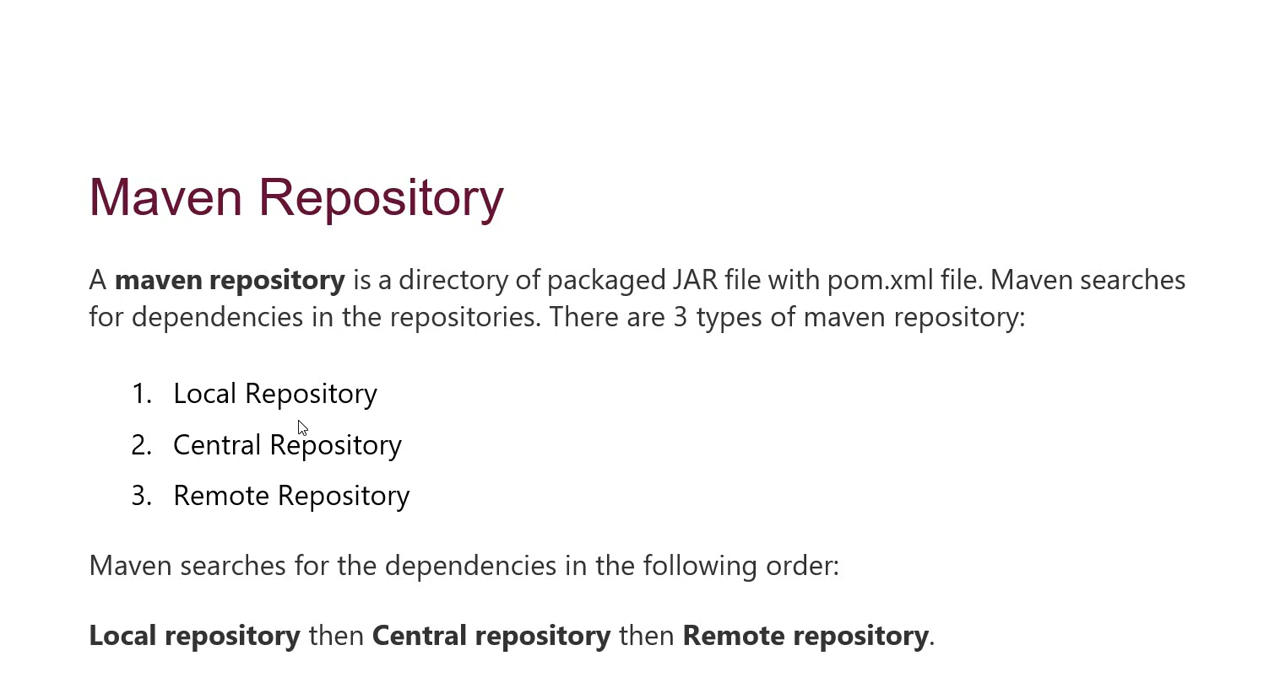 Maven Repository
A maven repository is a directory of packaged JAR file with pom.xml file. Maven searches
for dependencies in the repositories. There are 3 types of maven repository:
1. Local Repository
2. Central Repository
3. Remote Repository
Maven searches for the dependencies in the following order:
Local repository then Central repository then Remote repository.